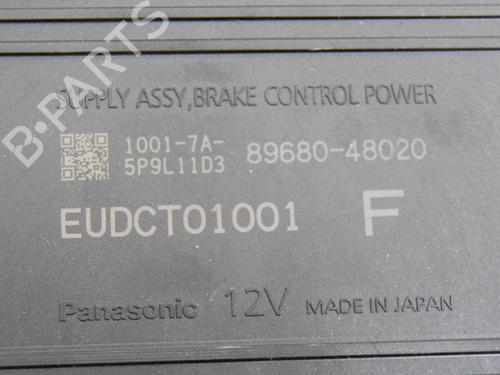 SUPPLY ASSY,BRAKE CONTROL POWER
1001-7A-
5P9L11D3
89680-48020
EUDCT01001 F
Panasonic 12V MADE IN JAPAN
B-PARTS